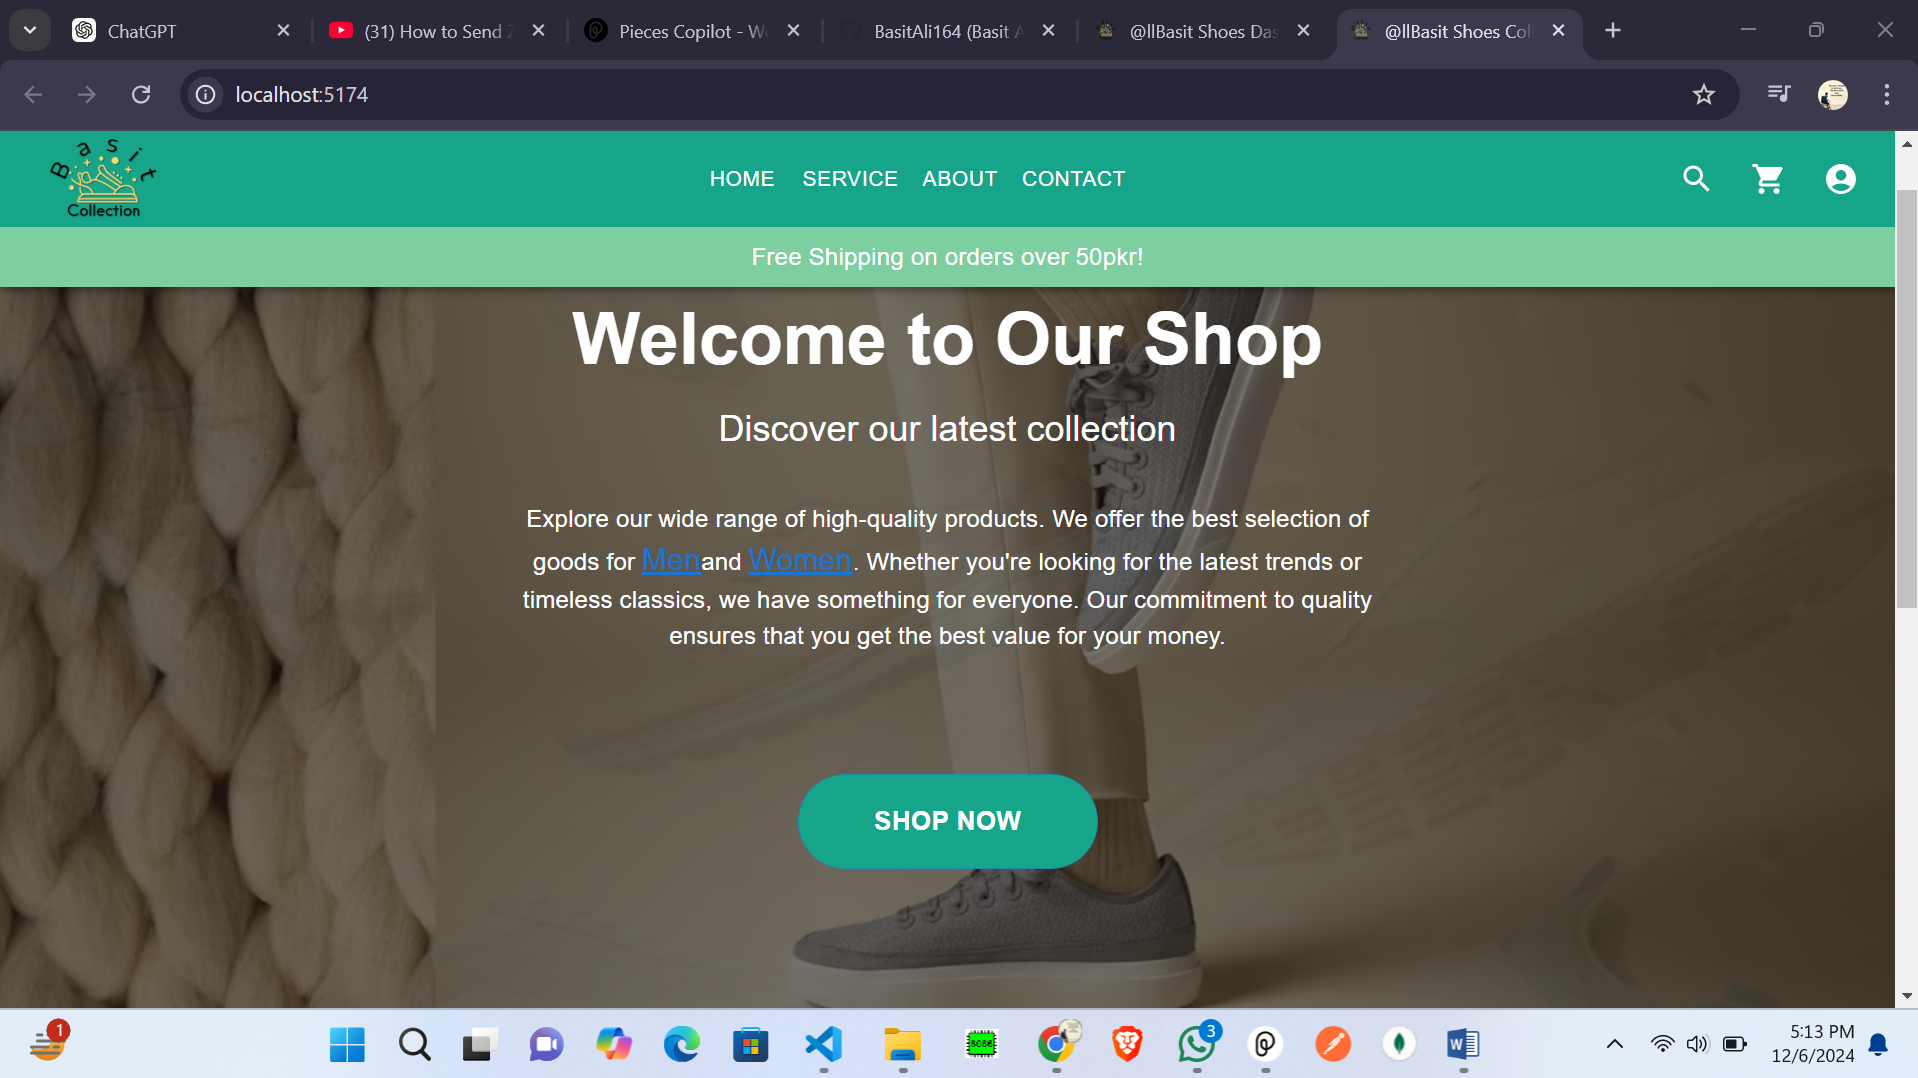 ChatGPT
(31) How to Send
Pieces Copilot - W
BasitAli164 (Basit A
@llBasit Shoes Das
@llBasit Shoes Col
localhost:5174
Basit
Collection
HOME SERVICE ABOUT CONTACT
Free Shipping on orders over 50pkr!
Welcome to Our Shop
Discover our latest collection
Explore our wide range of high-quality products. We offer the best selection of
goods for Menand Women. Whether you're looking for the latest trends or
timeless classics, we have something for everyone. Our commitment to quality
ensures that you get the best value for your money.
SHOP NOW
1
8086
3
5:13 PM
12/6/2024